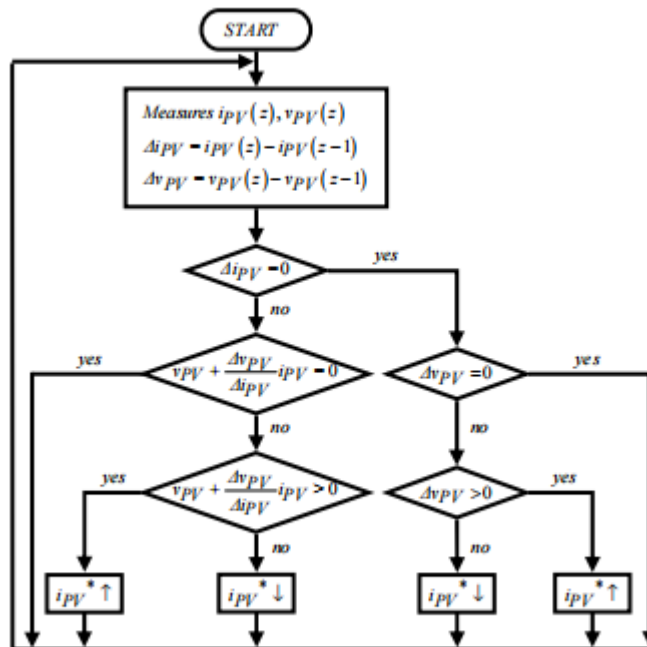 START
Measures iPV(z), vPV(z)
ΔiPV = iPV(z) − iPV(z−1)
ΔvPV = vPV(z) − vPV(z−1)
ΔiPV = 0
yes
no
yes
vPV + ΔvPV/ΔiPV iPV = 0
ΔvPV = 0
yes
no
no
yes
vPV + ΔvPV/ΔiPV iPV > 0
ΔvPV > 0
yes
no
no
iPV* ↑
iPV* ↓
iPV* ↓
iPV* ↑